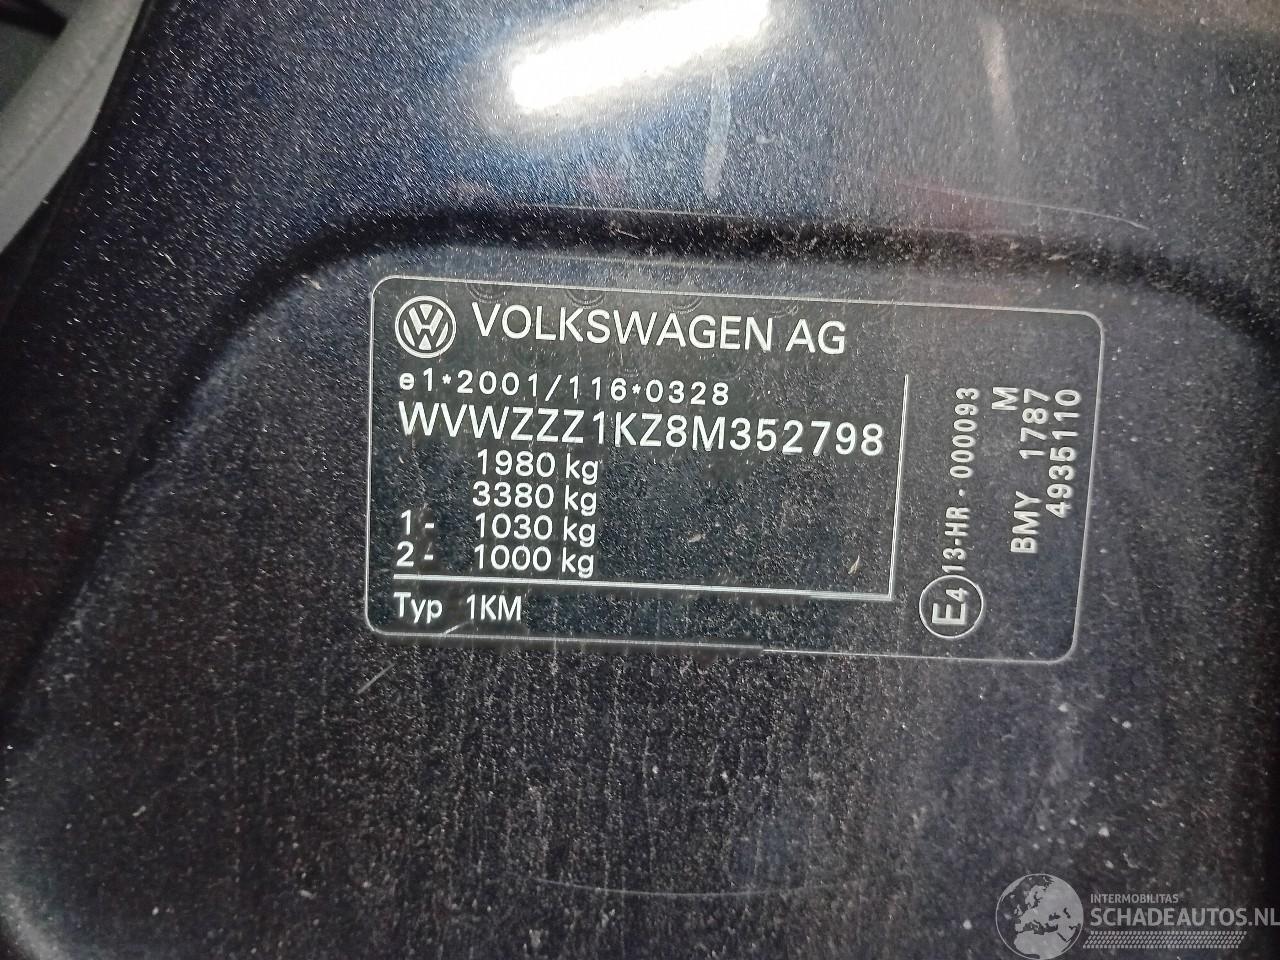 VOLKSWAGEN AG
e1*2001/116*0328
WVWZZZ1KZ8M352798
1980 kg
3380 kg
1- 1030 kg
2- 1000 kg
Typ 1KM
E4 13-HR - 000093
M
BMY 1787
4935110
INTERMOBILITAS
SCHADEAUTOS.NL